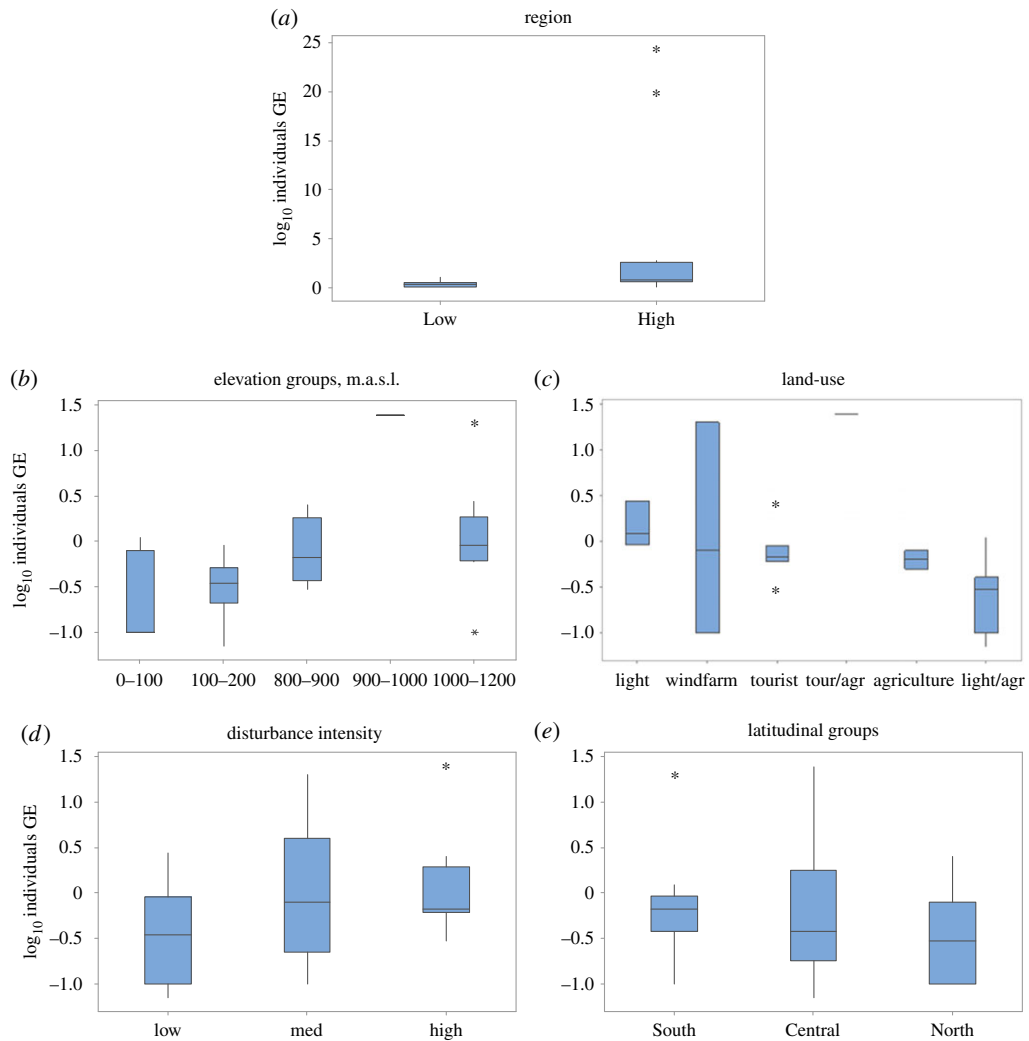 (a) region
log10 individuals GE
25
20
15
10
5
0
Low High
(b) elevation groups, m.a.s.l.
log10 individuals GE
1.5
1.0
0.5
0
–0.5
–1.0
0–100 100–200 800–900 900–1000 1000–1200
(c) land-use
1.5
1.0
0.5
0
–0.5
–1.0
light windfarm tourist tour/agr agriculture light/agr
(d) disturbance intensity
log10 individuals GE
1.5
1.0
0.5
0
–0.5
–1.0
low med high
(e) latitudinal groups
1.5
1.0
0.5
0
–0.5
–1.0
South Central North